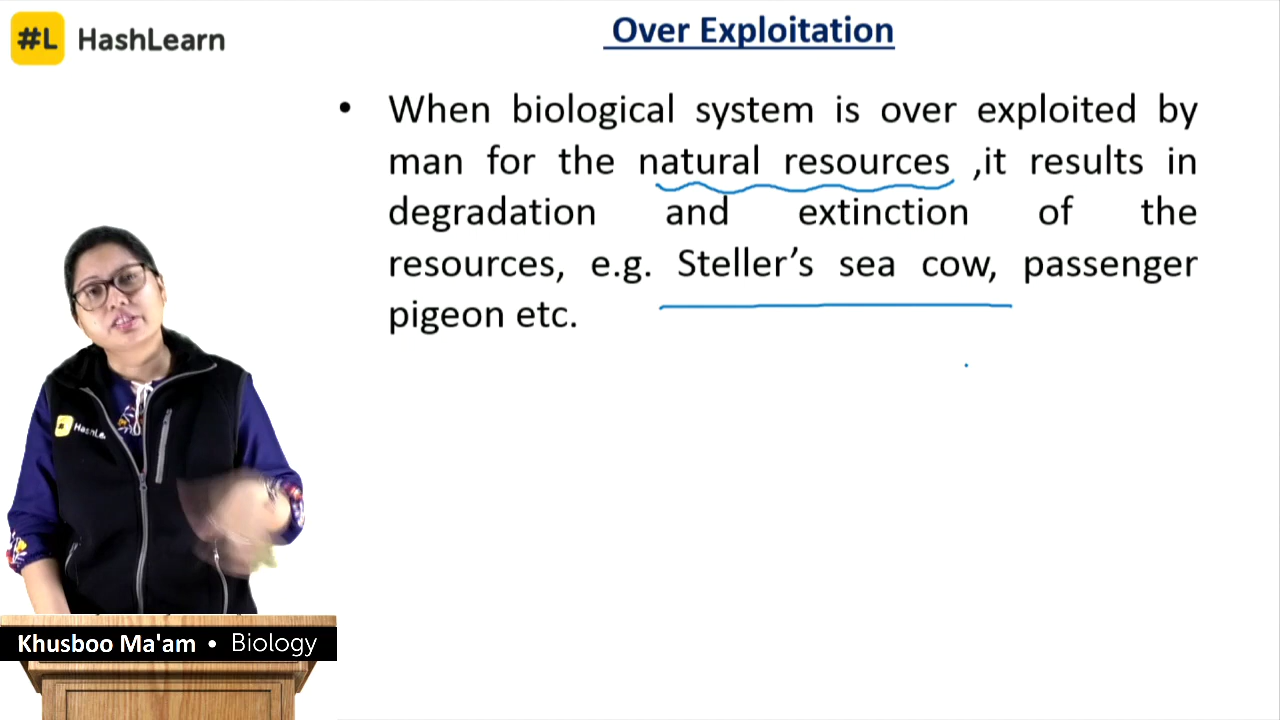 #L HashLearn
Over Exploitation
• When biological system is over exploited by
man for the natural resources ,it results in
degradation and extinction of the
resources, e.g. Steller’s sea cow, passenger
pigeon etc.
Khusboo Ma'am • Biology